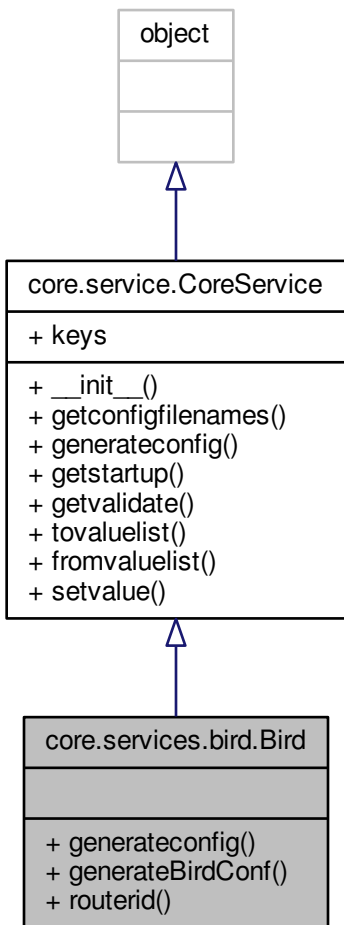 object
core.service.CoreService
+ keys
+ __init__()
+ getconfigfilenames()
+ generateconfig()
+ getstartup()
+ getvalidate()
+ tovaluelist()
+ fromvaluelist()
+ setvalue()
core.services.bird.Bird
+ generateconfig()
+ generateBirdConf()
+ routerid()